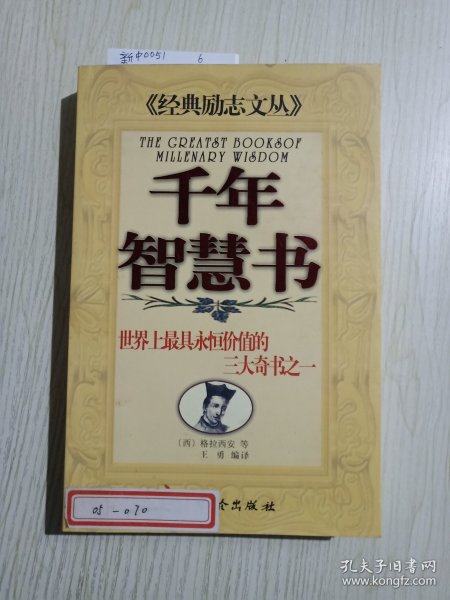 新中0051 6
《经典励志文丛》
THE GREATST BOOKSOF
MILLENARY WISDOM
千年
智慧书
世界上最具永恒价值的
三大奇书之一
〔西〕格拉西安 等
王 勇 编译
05-070
出版社
孔夫子旧书网
www.kongfz.com